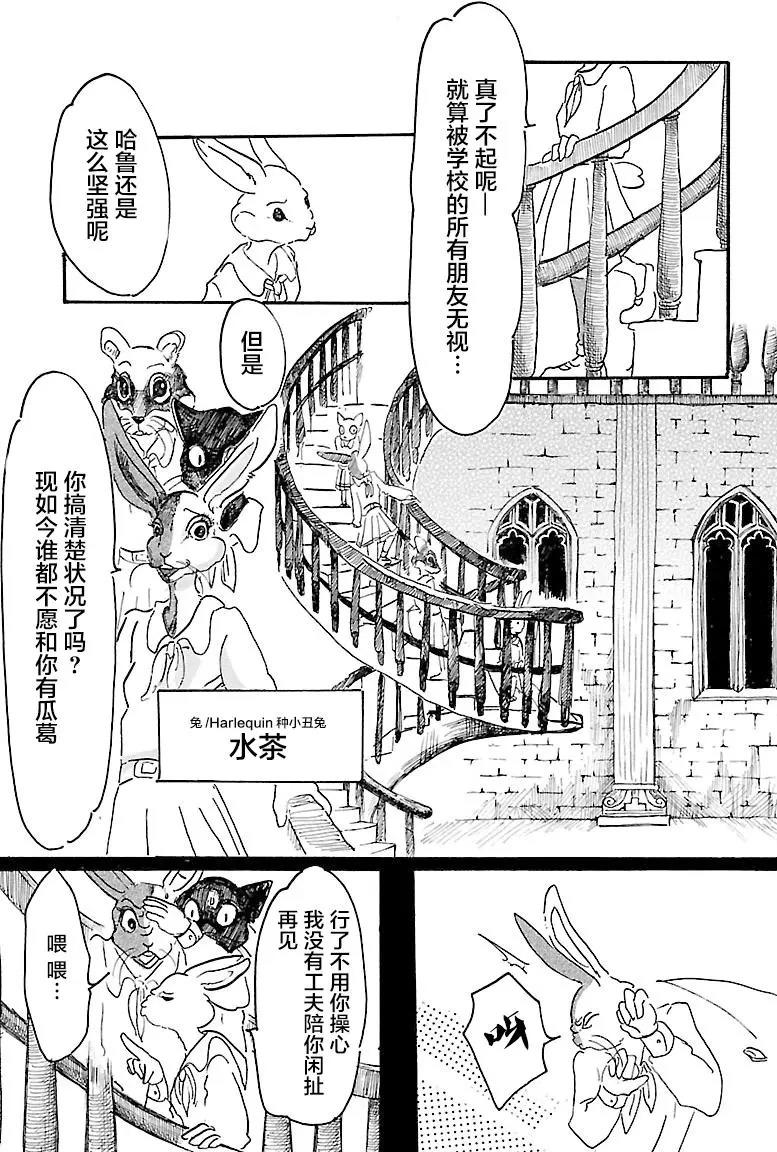 真了不起呢—
就算被学校的所有朋友无视…
哈鲁还是
这么坚强呢
但是
你搞清楚状况了吗？
现如今谁都不愿和你有瓜葛
兔/Harlequin 种小丑兔
水茶
呀
行了不用你操心
我没有工夫陪你闲扯
再见
喂
喂…